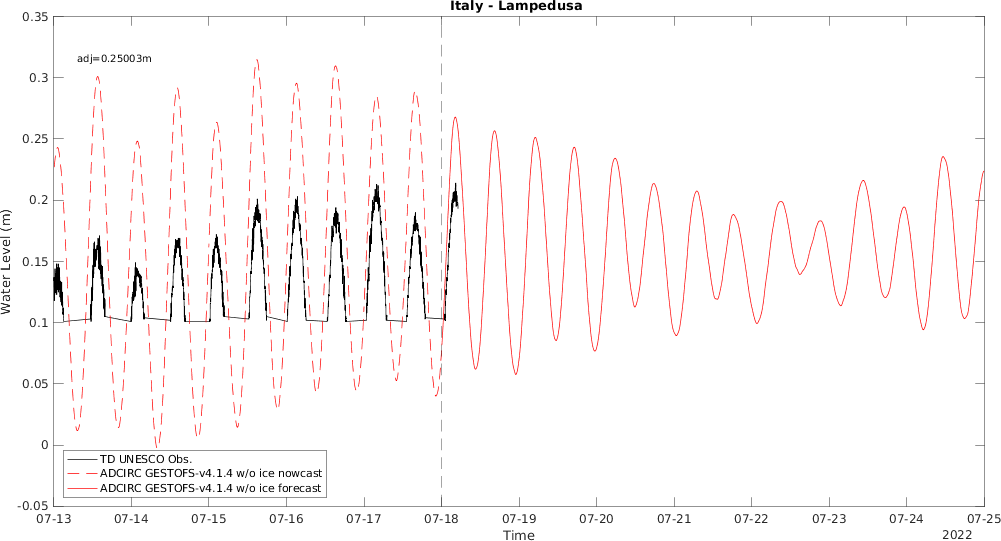 Italy - Lampedusa
0.35
0.3
0.25
0.2
0.15
0.1
0.05
0
-0.05
Water Level (m)
adj=0.25003m
TD UNESCO Obs.
ADCIRC GESTOFS-v4.1.4 w/o ice nowcast
ADCIRC GESTOFS-v4.1.4 w/o ice forecast
07-13 07-14 07-15 07-16 07-17 07-18 07-19 07-20 07-21 07-22 07-23 07-24 07-25
Time
2022